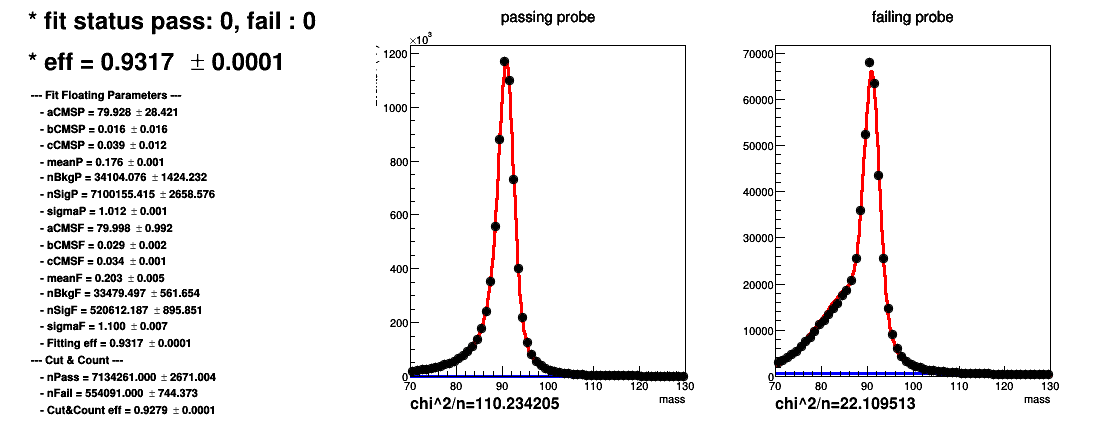 * fit status pass: 0, fail : 0
* eff = 0.9317 ± 0.0001
--- Fit Floating Parameters ---
- aCMSP = 79.928 ± 28.421
- bCMSP = 0.016 ± 0.016
- cCMSP = 0.039 ± 0.012
- meanP = 0.176 ± 0.001
- nBkgP = 34104.076 ± 1424.232
- nSigP = 7100155.415 ± 2658.576
- sigmaP = 1.012 ± 0.001
- aCMSF = 79.998 ± 0.992
- bCMSF = 0.029 ± 0.002
- cCMSF = 0.034 ± 0.001
- meanF = 0.203 ± 0.005
- nBkgF = 33479.497 ± 561.654
- nSigF = 520612.187 ± 895.851
- sigmaF = 1.100 ± 0.007
- Fitting eff = 0.9317 ± 0.0001
--- Cut & Count ---
- nPass = 7134261.000 ± 2671.004
- nFail = 554091.000 ± 744.373
- Cut&Count eff = 0.9279 ± 0.0001
passing probe
×10³
1200
1000
800
600
400
200
0
70 80 90 100 110 120 130
mass
chi^2/n=110.234205
failing probe
70000
60000
50000
40000
30000
20000
10000
0
70 80 90 100 110 120 130
mass
chi^2/n=22.109513